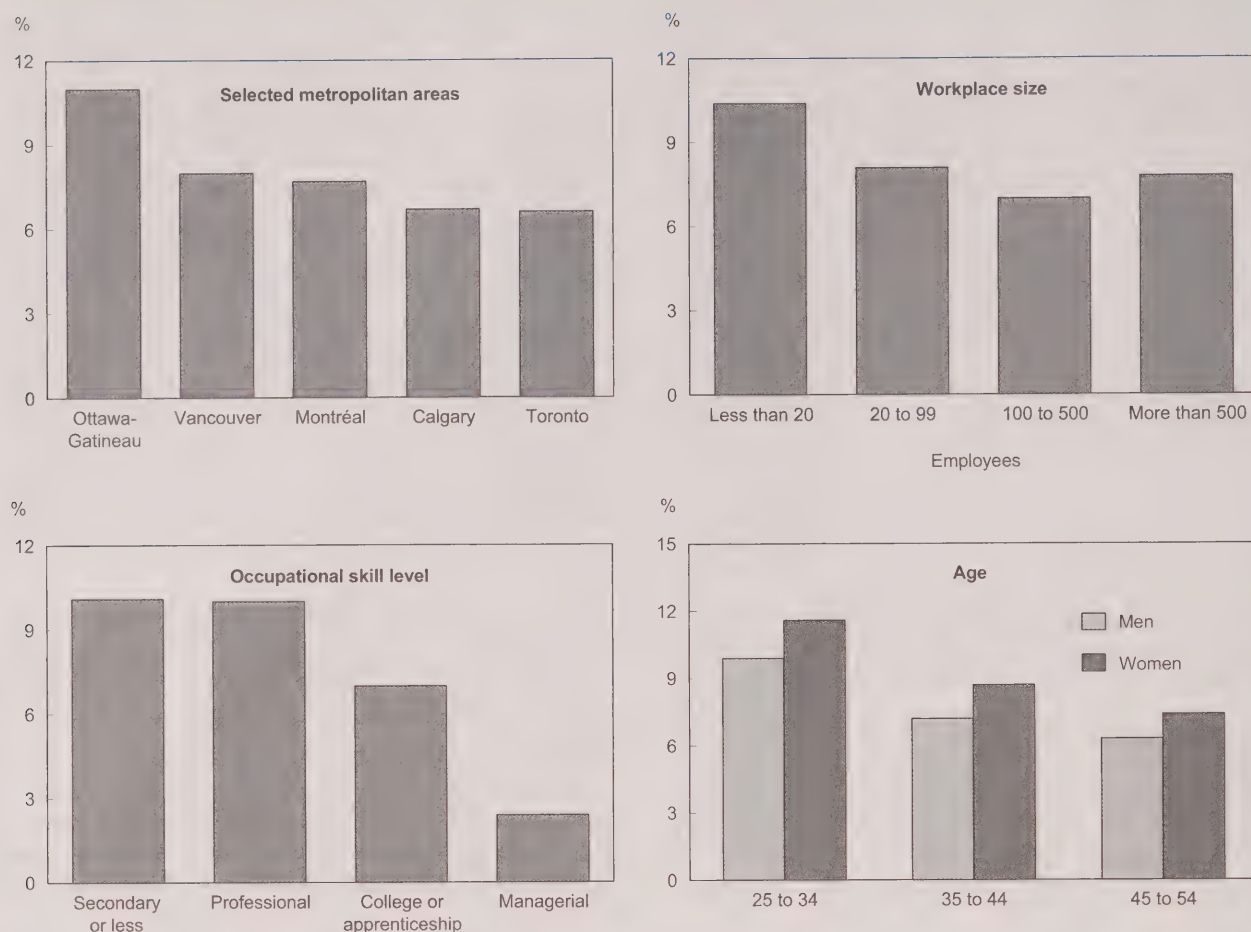 %
12
9
6
3
0
Selected metropolitan areas
Ottawa-
Gatineau
Vancouver
Montréal
Calgary
Toronto
%
12
9
6
3
0
Workplace size
Less than 20
20 to 99
100 to 500
More than 500
Employees
%
12
9
6
3
0
Occupational skill level
Secondary
or less
Professional
College or
apprenticeship
Managerial
%
15
12
9
6
3
0
Age
Men
Women
25 to 34
35 to 44
45 to 54